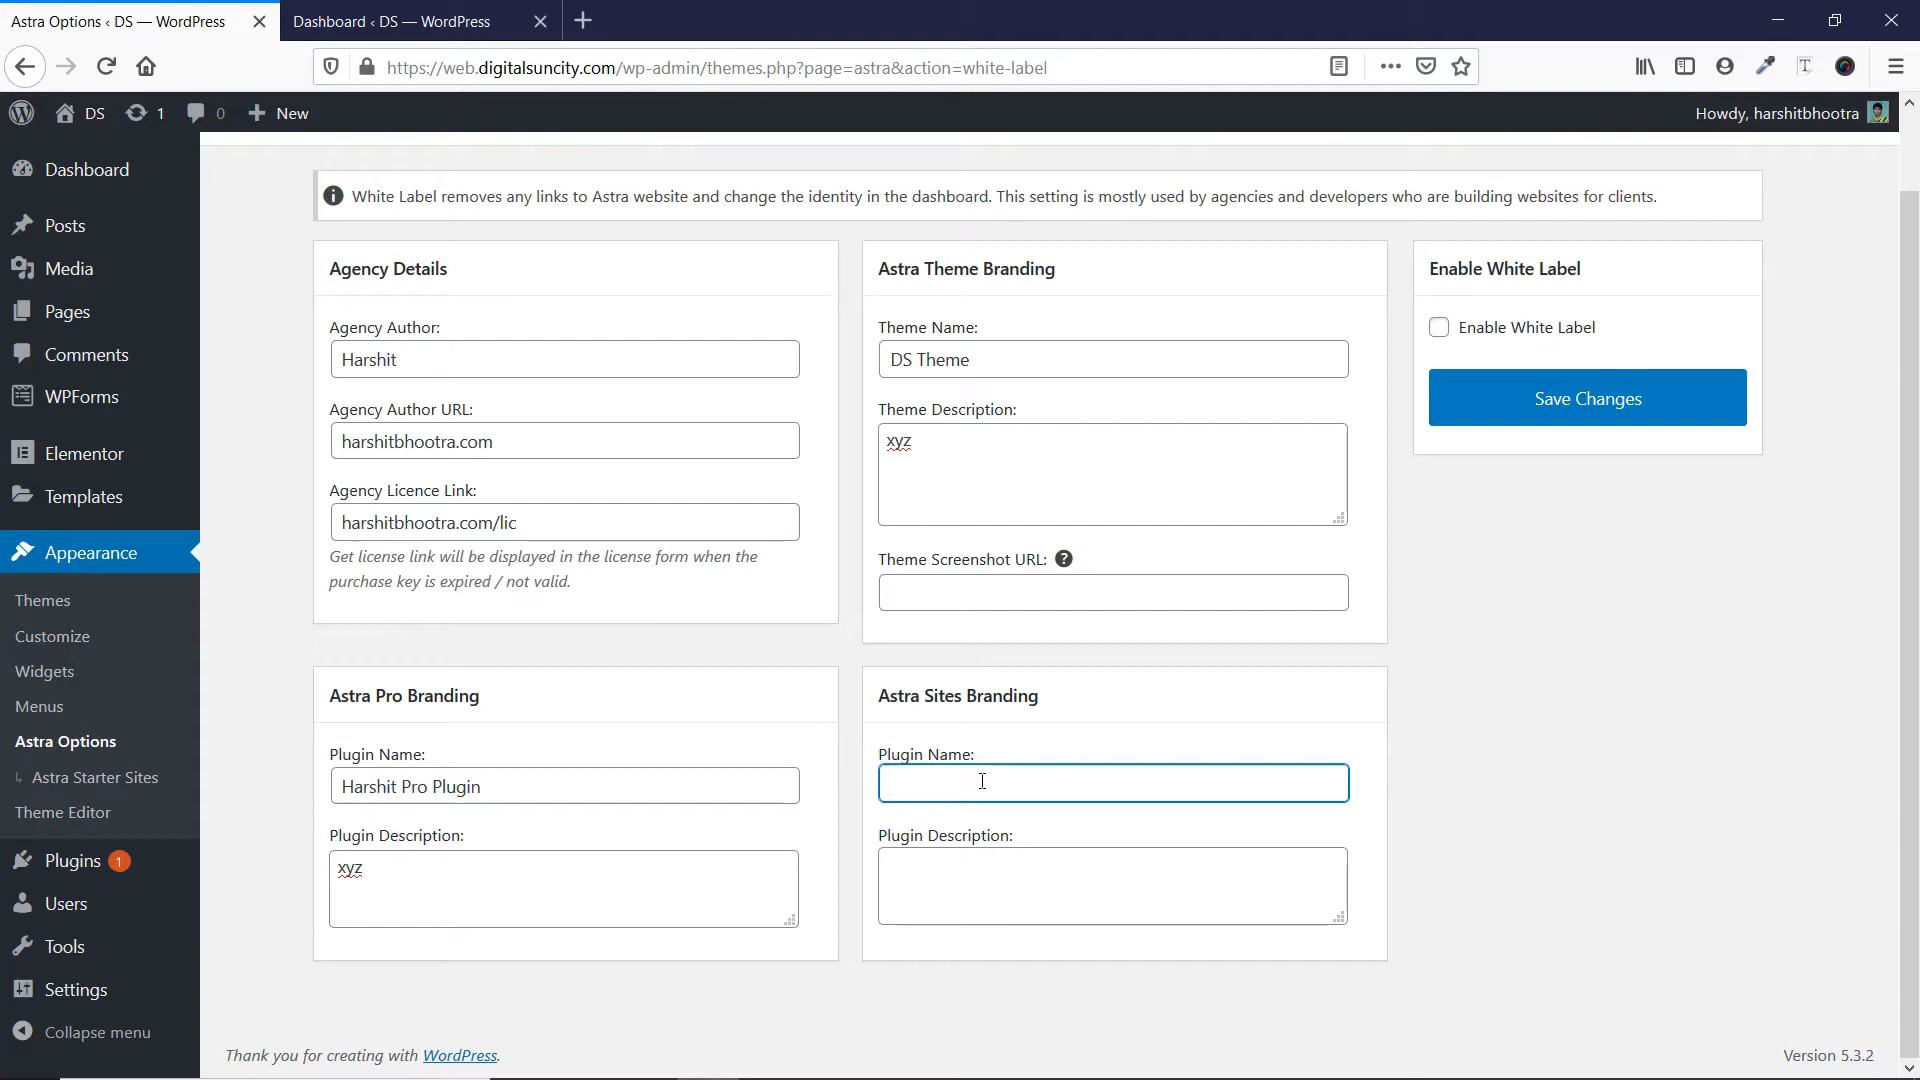 Astra Options ‹ DS — WordPress
Dashboard ‹ DS — WordPress
https://web.digitalsuncity.com/wp-admin/themes.php?page=astra&action=white-label
DS
1
0
New
Howdy, harshitbhootra
Dashboard
Posts
Media
Pages
Comments
WPForms
Elementor
Templates
Appearance
Themes
Customize
Widgets
Menus
Astra Options
Astra Starter Sites
Theme Editor
Plugins 1
Users
Tools
Settings
Collapse menu
White Label removes any links to Astra website and change the identity in the dashboard. This setting is mostly used by agencies and developers who are building websites for clients.
Agency Details
Agency Author:
Harshit
Agency Author URL:
harshitbhootra.com
Agency Licence Link:
harshitbhootra.com/lic
Get license link will be displayed in the license form when the
purchase key is expired / not valid.
Astra Theme Branding
Theme Name:
DS Theme
Theme Description:
xyz
Theme Screenshot URL: ?
Enable White Label
Enable White Label
Save Changes
Astra Pro Branding
Plugin Name:
Harshit Pro Plugin
Plugin Description:
xyz
Astra Sites Branding
Plugin Name:
Plugin Description:
Thank you for creating with WordPress.
Version 5.3.2